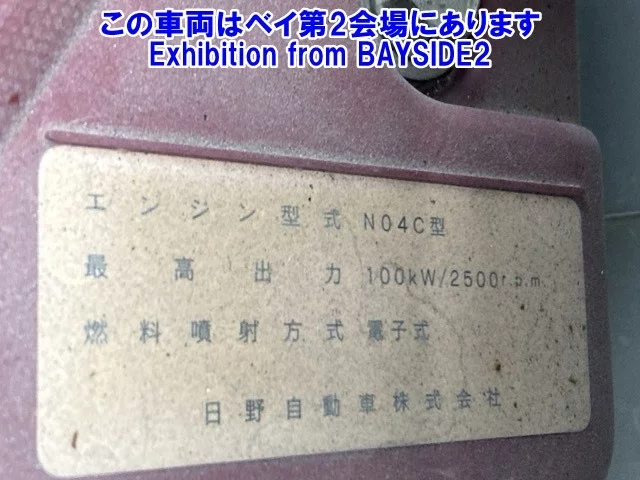 この車両はベイ第2会場にあります
Exhibition from BAYSIDE2
エンジン型式 N04C型
最高出力 100kW/2500r.p.m
燃料噴射方式 電子式
日野自動車株式会社